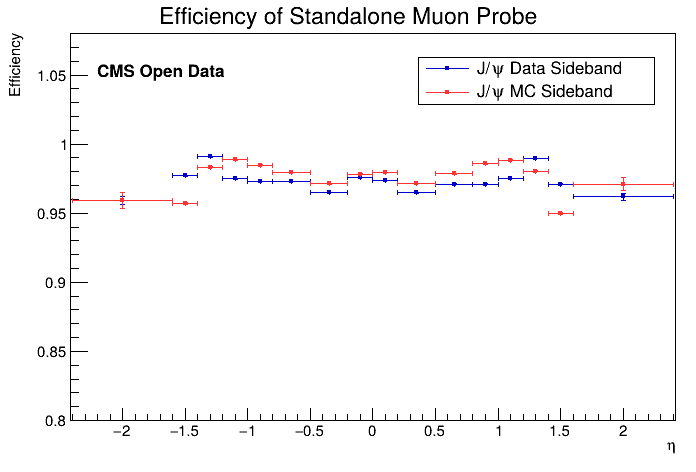 Efficiency of Standalone Muon Probe
Efficiency
CMS Open Data
J/ψ Data Sideband
J/ψ MC Sideband
1.05
1
0.95
0.9
0.85
0.8
−2 −1.5 −1 −0.5 0 0.5 1 1.5 2
η